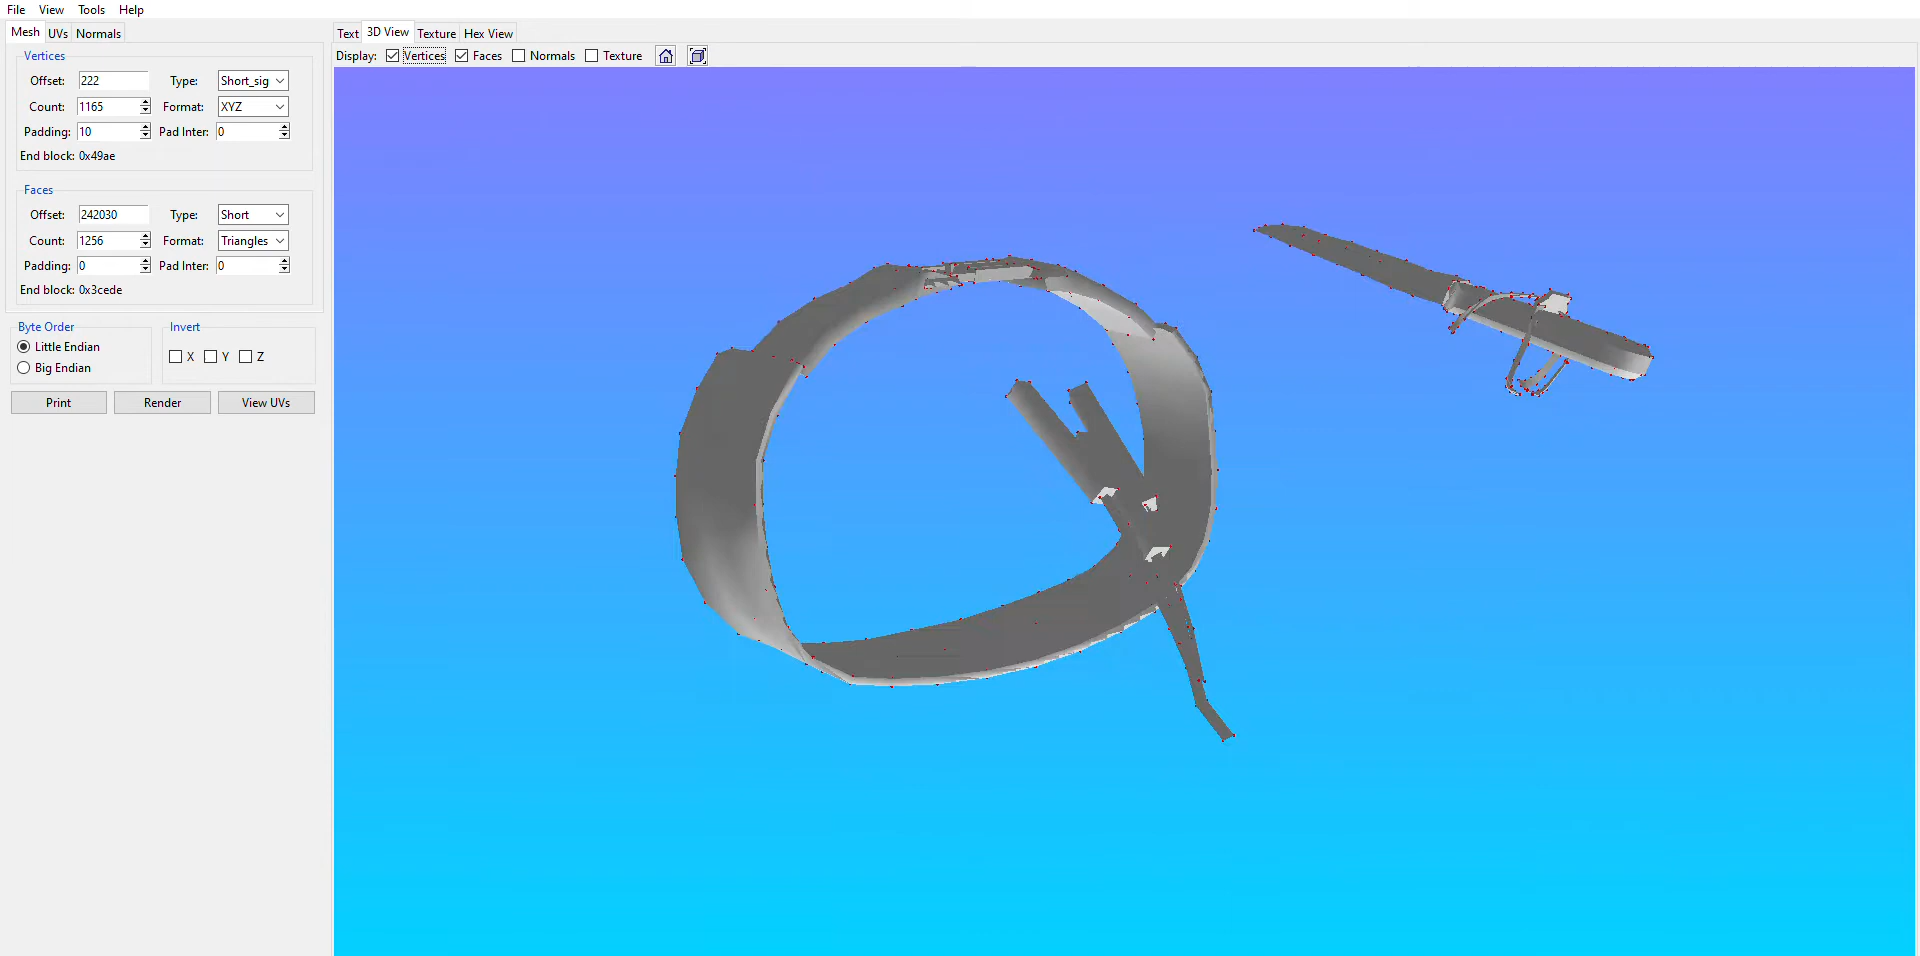 File View Tools Help
Mesh UVs Normals
Text 3D View Texture Hex View
Display: Vertices Faces Normals Texture
Vertices
Offset: 222 Type: Short_sig
Count: 1165 Format: XYZ
Padding: 10 Pad Inter: 0
End block: 0x49ae
Faces
Offset: 242030 Type: Short
Count: 1256 Format: Triangles
Padding: 0 Pad Inter: 0
End block: 0x3cede
Byte Order Invert
Little Endian X Y Z
Big Endian
Print Render View UVs